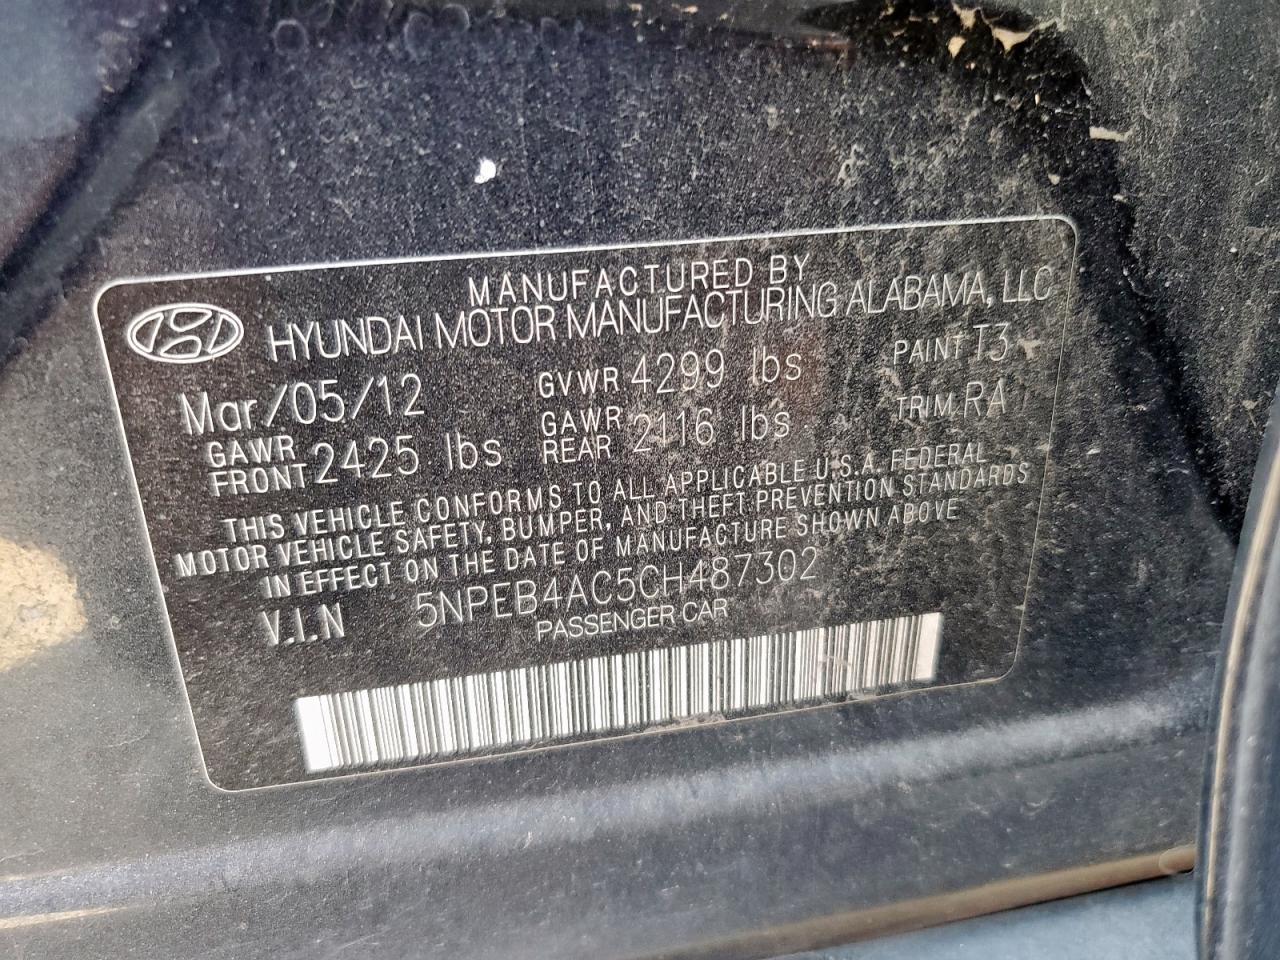 MANUFACTURED BY
HYUNDAI MOTOR MANUFACTURING ALABAMA, LLC
Mar/05/12 GVWR 4299 lbs PAINT T3
GAWR FRONT 2425 lbs GAWR REAR 2116 lbs TRIM RA
THIS VEHICLE CONFORMS TO ALL APPLICABLE U.S.A. FEDERAL
MOTOR VEHICLE SAFETY, BUMPER, AND THEFT PREVENTION STANDARDS
IN EFFECT ON THE DATE OF MANUFACTURE SHOWN ABOVE
V.I.N 5NPEB4AC5CH487302
PASSENGER CAR